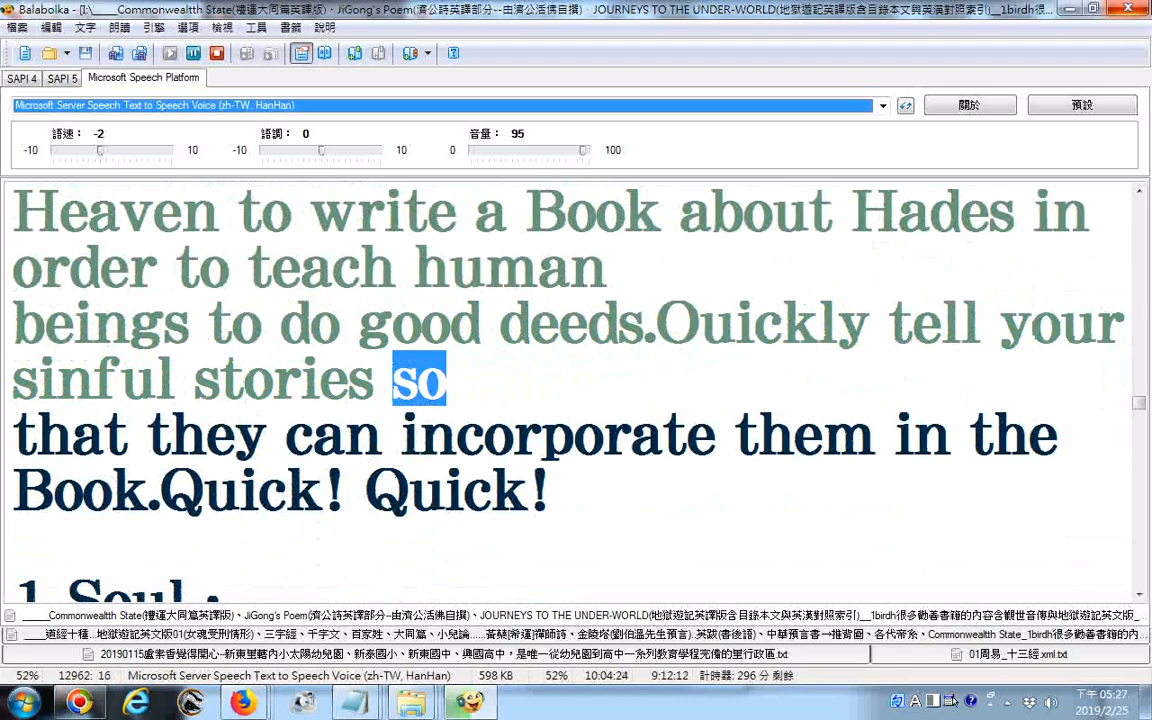 Balabolka - [I:\____Commonwealtth State(禮運大同篇英譯版)、JiGong's Poem(濟公詩英譯部分--由濟公活佛自撰)﹑JOURNEYS TO THE UNDER-WORLD(地獄遊記英譯版含目錄本文與英漢對照索引)__1birdh很...
檔案 編輯 文字 朗讀 引擎 選項 檢視 工具 書籤 說明
SAPI 4 SAPI 5 Microsoft Speech Platform
Microsoft Server Speech Text to Speech Voice (zh-TW, HanHan)
關於 預設
語速： -2 語調： 0 音量： 95
-10 10 -10 10 0 100
Heaven to write a Book about Hades in
order to teach human
beings to do good deeds.Quickly tell your
sinful stories so
that they can incorporate them in the
Book.Quick! Quick!
1 Soul :
____Commonwealtth State(禮運大同篇英譯版)、JiGong's Poem(濟公詩英譯部分--由濟公活佛自撰)﹑JOURNEYS TO THE UNDER-WORLD(地獄遊記英譯版含目錄本文與英漢對照索引)__1birdh很多勸善書籍的內容含觀世音傳與地獄遊記英文版_
____道經十種...地獄遊記英文版01(女魂受刑情形)、三字經、千字文、百家姓、大同篇、小兒論......黃櫱[希運]禪師詩、金陵塔(劉伯溫先生預言).英趺(書後語)、中華預言書一推背圖、各代帝系、Commonwealth State_1birdh很多勸善書籍的內...
20190115盧素香覺得開心--新東里轄內小太陽幼兒園、新泰國小、新東國中、興國高中，是唯一從幼兒園到高中一系列教育學程完備的里行政區.txt
01周易_十三經.xml.txt
52% 12962: 16 Microsoft Server Speech Text to Speech Voice (zh-TW, HanHan) 598 KB 52% 10:04:24 9:12:12 計時器: 296 分 剩餘
下午 05:27
2019/2/25